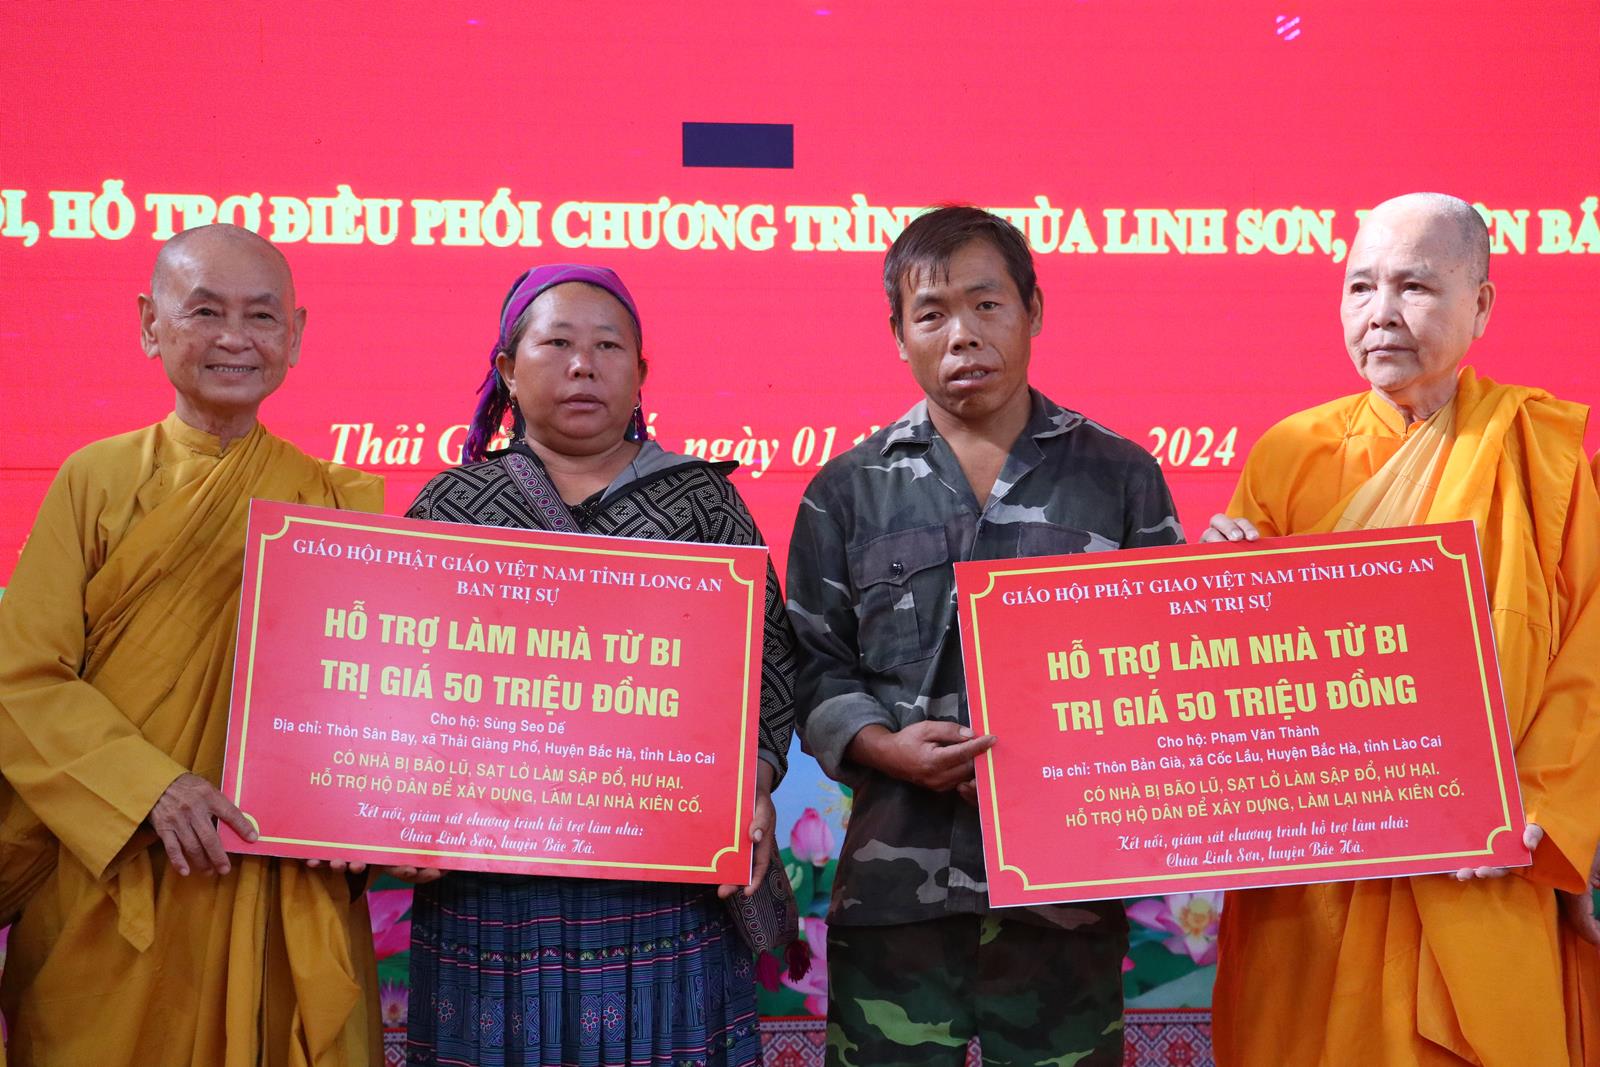 HỖ TRỢ ĐIỀU PHỐI CHƯƠNG TRÌNH CHÙA LINH SƠN,
Thải ngày 01 2024
GIÁO HỘI PHẬT GIÁO VIỆT NAM TỈNH LONG AN
BAN TRỊ SỰ
HỖ TRỢ LÀM NHÀ TỪ BI
TRỊ GIÁ 50 TRIỆU ĐỒNG
Cho hộ: Sùng Seo Dế
Địa chỉ: Thôn Sân Bay, xã Thải Giàng Phố, Huyện Bắc Hà, tỉnh Lào Cai
CÓ NHÀ BỊ BÃO LŨ, SẠT LỞ LÀM SẬP ĐỔ, HƯ HẠI.
HỖ TRỢ HỘ DÂN ĐỂ XÂY DỰNG, LÀM LẠI NHÀ KIÊN CỐ.
Kết nối, giám sát chương trình hỗ trợ làm nhà:
Chùa Linh Sơn, huyện Bắc Hà.
GIÁO HỘI PHẬT GIAO VIỆT NAM TỈNH LONG AN
BAN TRỊ SỰ
HỖ TRỢ LÀM NHÀ TỪ BI
TRỊ GIÁ 50 TRIỆU ĐỒNG
Cho hộ: Phạm Văn Thành
Địa chỉ: Thôn Bản Già, xã Cốc Lầu, Huyện Bắc Hà, tỉnh Lào Cai
CÓ NHÀ BỊ BÃO LŨ, SẠT LỞ LÀM SẬP ĐỔ, HƯ HẠI.
HỖ TRỢ HỘ DÂN ĐỂ XÂY DỰNG, LÀM LẠI NHÀ KIÊN CỐ.
Kết nối, giám sát chương trình hỗ trợ làm nhà:
Chùa Linh Sơn, huyện Bắc Hà.